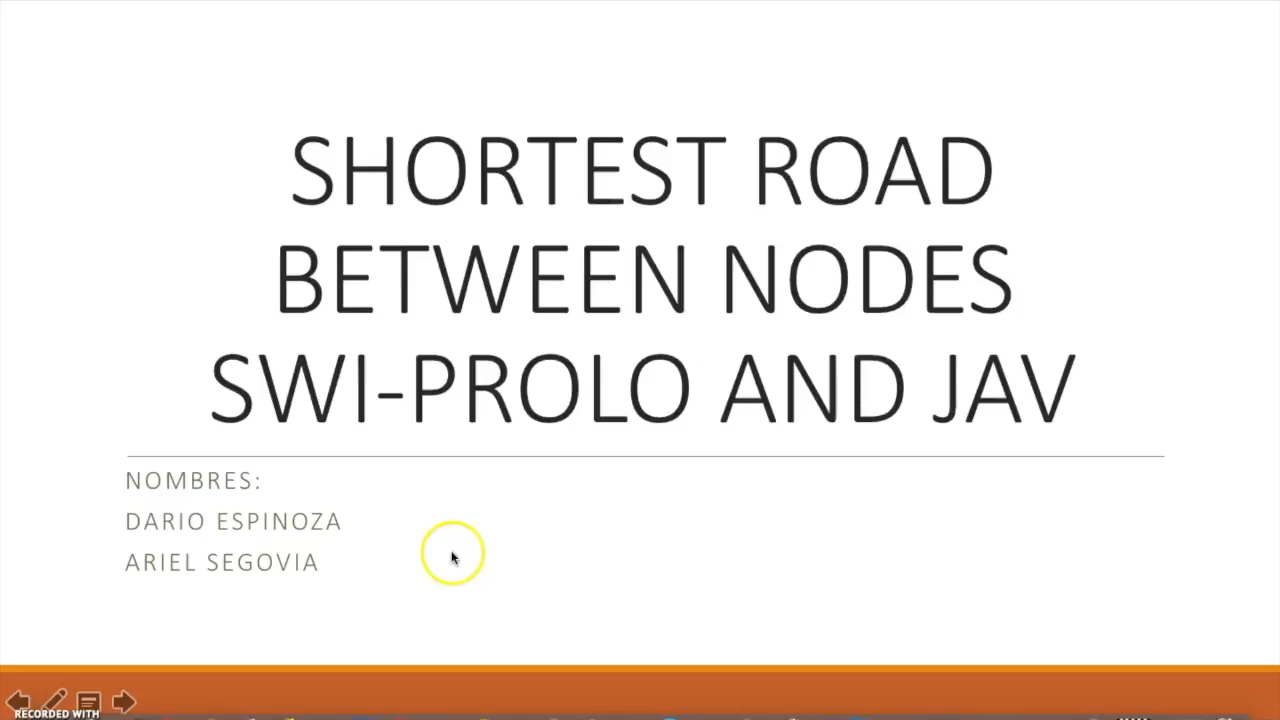 SHORTEST ROAD
BETWEEN NODES
SWI-PROLO AND JAV
NOMBRES:
DARIO ESPINOZA
ARIEL SEGOVIA
RECORDED WITH